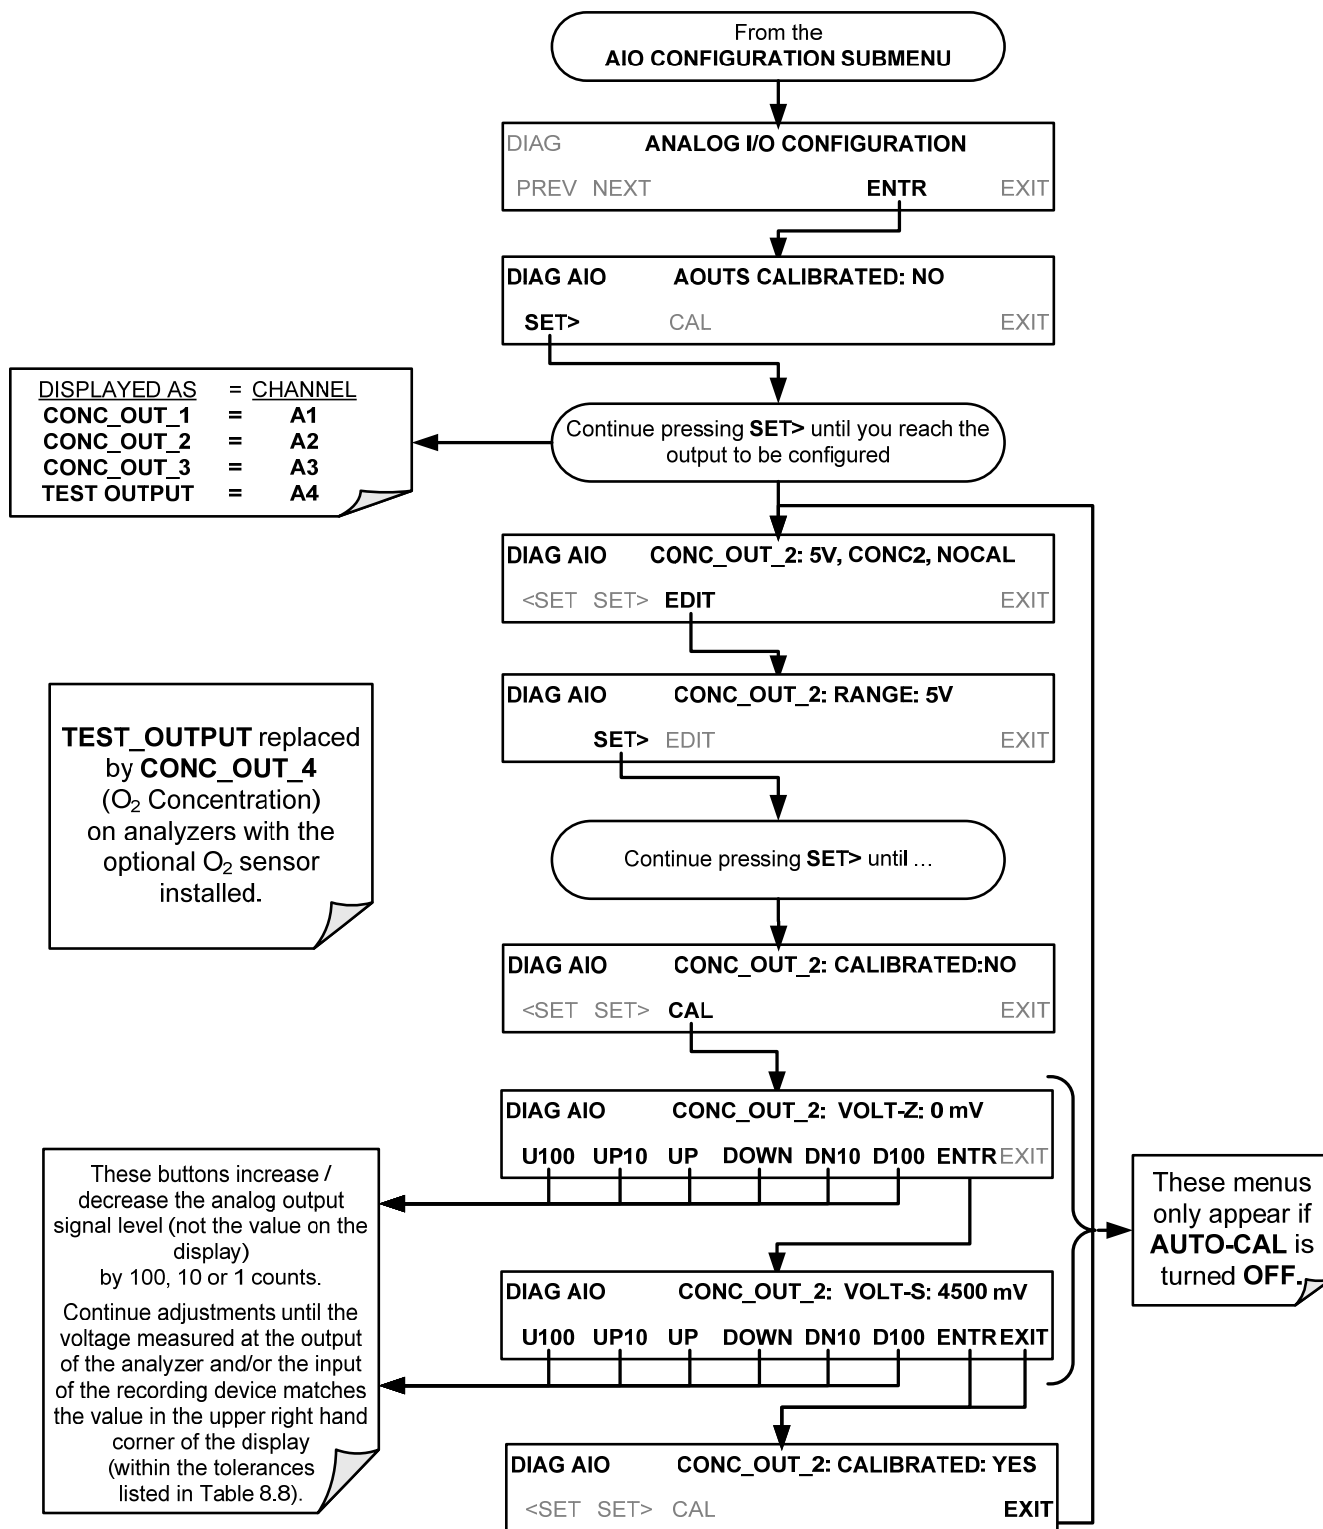 From the
AIO CONFIGURATION SUBMENU
DIAG ANALOG I/O CONFIGURATION
PREV NEXT ENTR EXIT
DIAG AIO AOUTS CALIBRATED: NO
SET> CAL EXIT
DISPLAYED AS = CHANNEL
CONC_OUT_1 = A1
CONC_OUT_2 = A2
CONC_OUT_3 = A3
TEST OUTPUT = A4
Continue pressing SET> until you reach the
output to be configured
DIAG AIO CONC_OUT_2: 5V, CONC2, NOCAL
<SET SET> EDIT EXIT
DIAG AIO CONC_OUT_2: RANGE: 5V
SET> EDIT EXIT
TEST_OUTPUT replaced
by CONC_OUT_4
(O₂ Concentration)
on analyzers with the
optional O₂ sensor
installed.
Continue pressing SET> until ...
DIAG AIO CONC_OUT_2: CALIBRATED:NO
<SET SET> CAL EXIT
DIAG AIO CONC_OUT_2: VOLT-Z: 0 mV
U100 UP10 UP DOWN DN10 D100 ENTR EXIT
These buttons increase /
decrease the analog output
signal level (not the value on the
display)
by 100, 10 or 1 counts.
Continue adjustments until the
voltage measured at the output
of the analyzer and/or the input
of the recording device matches
the value in the upper right hand
corner of the display
(within the tolerances
listed in Table 8.8).
These menus
only appear if
AUTO-CAL is
turned OFF.
DIAG AIO CONC_OUT_2: VOLT-S: 4500 mV
U100 UP10 UP DOWN DN10 D100 ENTR EXIT
DIAG AIO CONC_OUT_2: CALIBRATED: YES
<SET SET> CAL EXIT